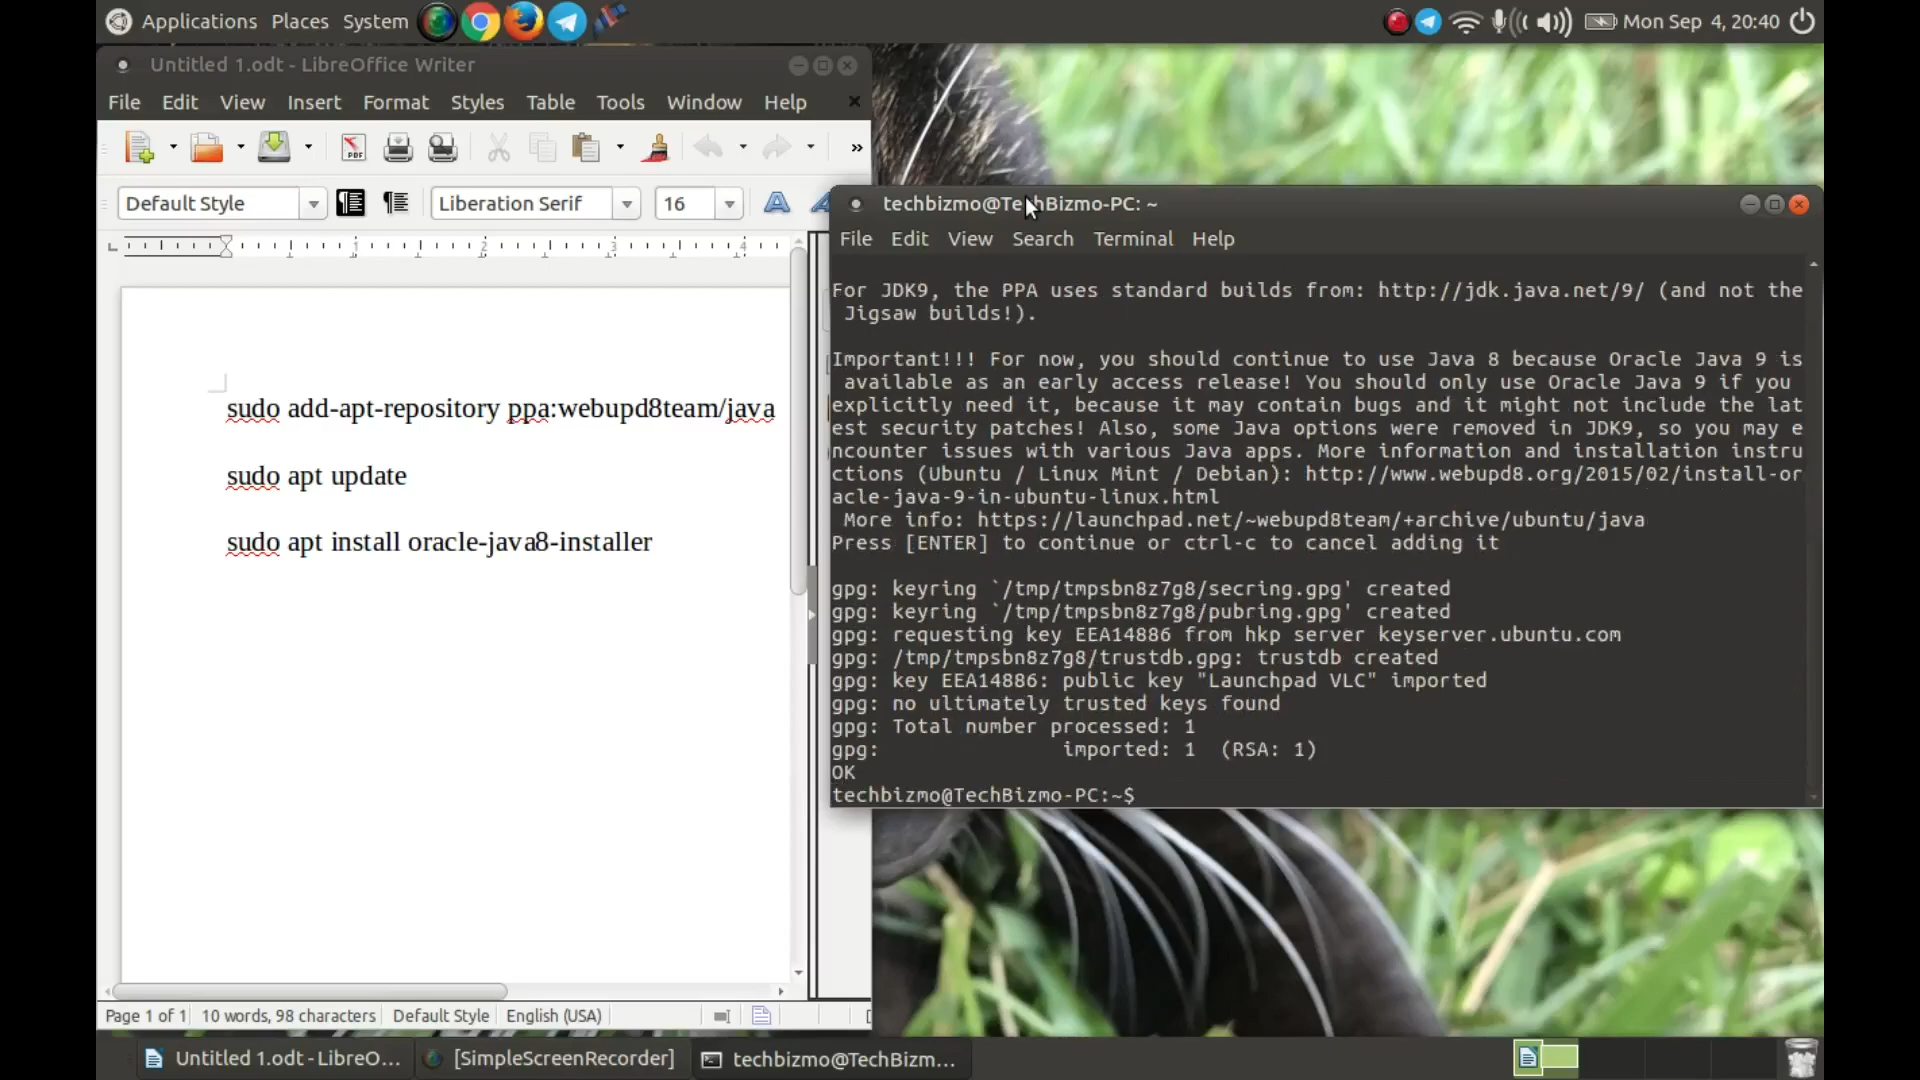 Applications Places System
Mon Sep 4, 20:40
Untitled 1.odt - LibreOffice Writer
File Edit View Insert Format Styles Table Tools Window Help
PDF
Default Style
Liberation Serif
16
1 2 3 4
sudo add-apt-repository ppa:webupd8team/java
sudo apt update
sudo apt install oracle-java8-installer
Page 1 of 1
10 words, 98 characters
Default Style
English (USA)
techbizmo@TechBizmo-PC: ~
File Edit View Search Terminal Help
For JDK9, the PPA uses standard builds from: http://jdk.java.net/9/ (and not the
 Jigsaw builds!).
Important!!! For now, you should continue to use Java 8 because Oracle Java 9 is
 available as an early access release! You should only use Oracle Java 9 if you
explicitly need it, because it may contain bugs and it might not include the lat
est security patches! Also, some Java options were removed in JDK9, so you may e
ncounter issues with various Java apps. More information and installation instru
ctions (Ubuntu / Linux Mint / Debian): http://www.webupd8.org/2015/02/install-or
acle-java-9-in-ubuntu-linux.html
 More info: https://launchpad.net/~webupd8team/+archive/ubuntu/java
Press [ENTER] to continue or ctrl-c to cancel adding it
gpg: keyring `/tmp/tmpsbn8z7g8/secring.gpg' created
gpg: keyring `/tmp/tmpsbn8z7g8/pubring.gpg' created
gpg: requesting key EEA14886 from hkp server keyserver.ubuntu.com
gpg: /tmp/tmpsbn8z7g8/trustdb.gpg: trustdb created
gpg: key EEA14886: public key "Launchpad VLC" imported
gpg: no ultimately trusted keys found
gpg: Total number processed: 1
gpg:               imported: 1  (RSA: 1)
OK
techbizmo@TechBizmo-PC:~$
Untitled 1.odt - LibreO...
[SimpleScreenRecorder]
techbizmo@TechBizm...